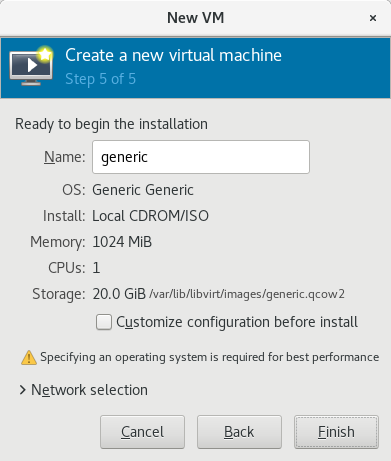 New VM
×
Create a new virtual machine
Step 5 of 5
Ready to begin the installation
Name: generic
OS: Generic Generic
Install: Local CDROM/ISO
Memory: 1024 MiB
CPUs: 1
Storage: 20.0 GiB /var/lib/libvirt/images/generic.qcow2
Customize configuration before install
Specifying an operating system is required for best performance
Network selection
Cancel Back Finish